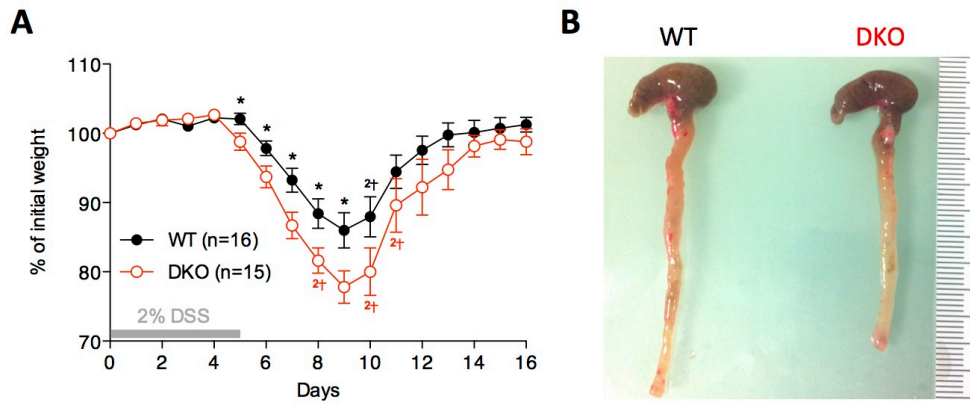 A
110
100
90
80
70
% of initial weight
* * * * *
2†
2† 2† 2†
WT (n=16)
DKO (n=15)
2% DSS
0 2 4 6 8 10 12 14 16
Days
B
WT DKO